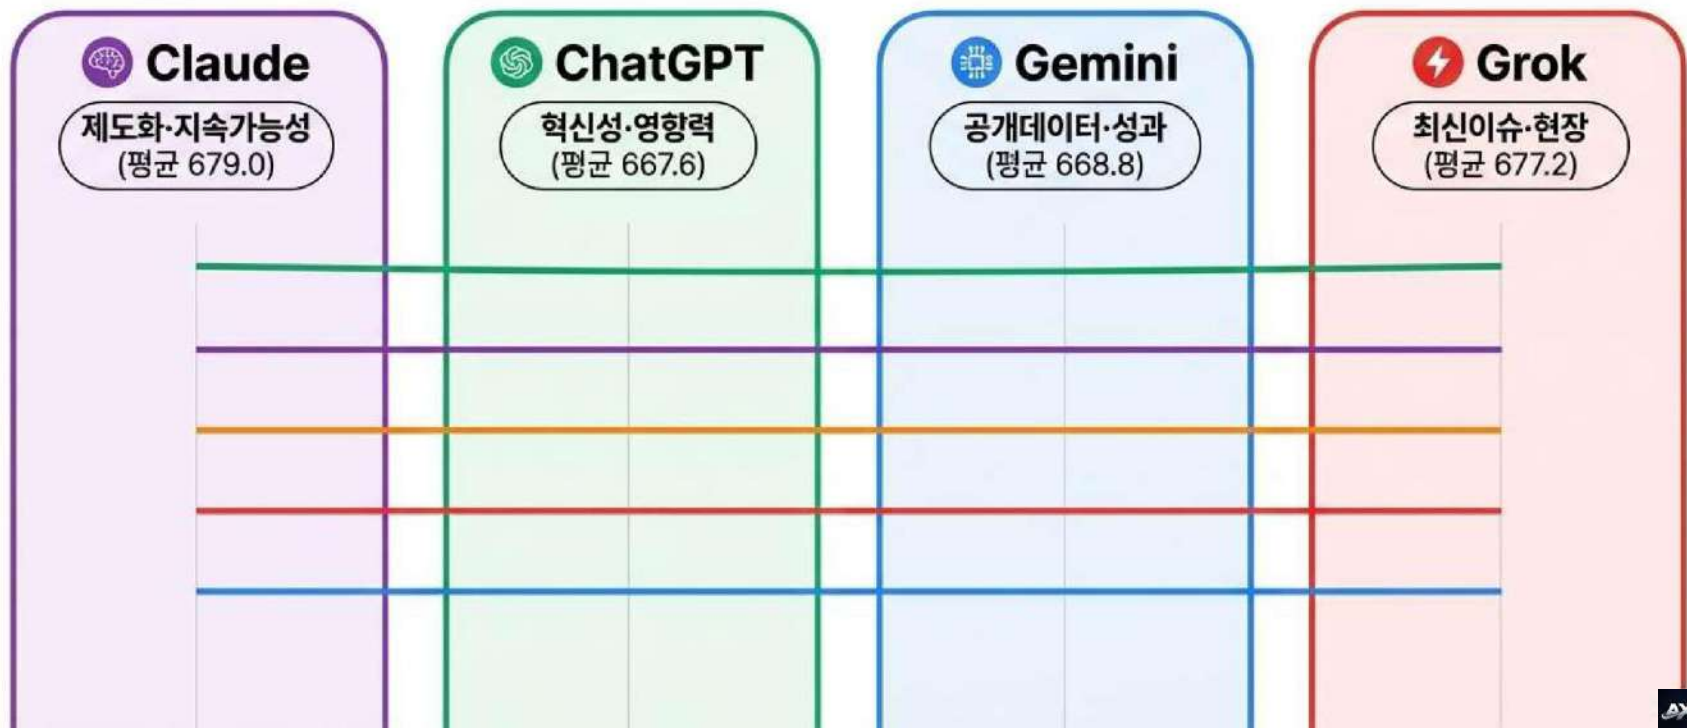 Claude
제도화·지속가능성
(평균 679.0)
ChatGPT
혁신성·영향력
(평균 667.6)
Gemini
공개데이터·성과
(평균 668.8)
Grok
최신이슈·현장
(평균 677.2)